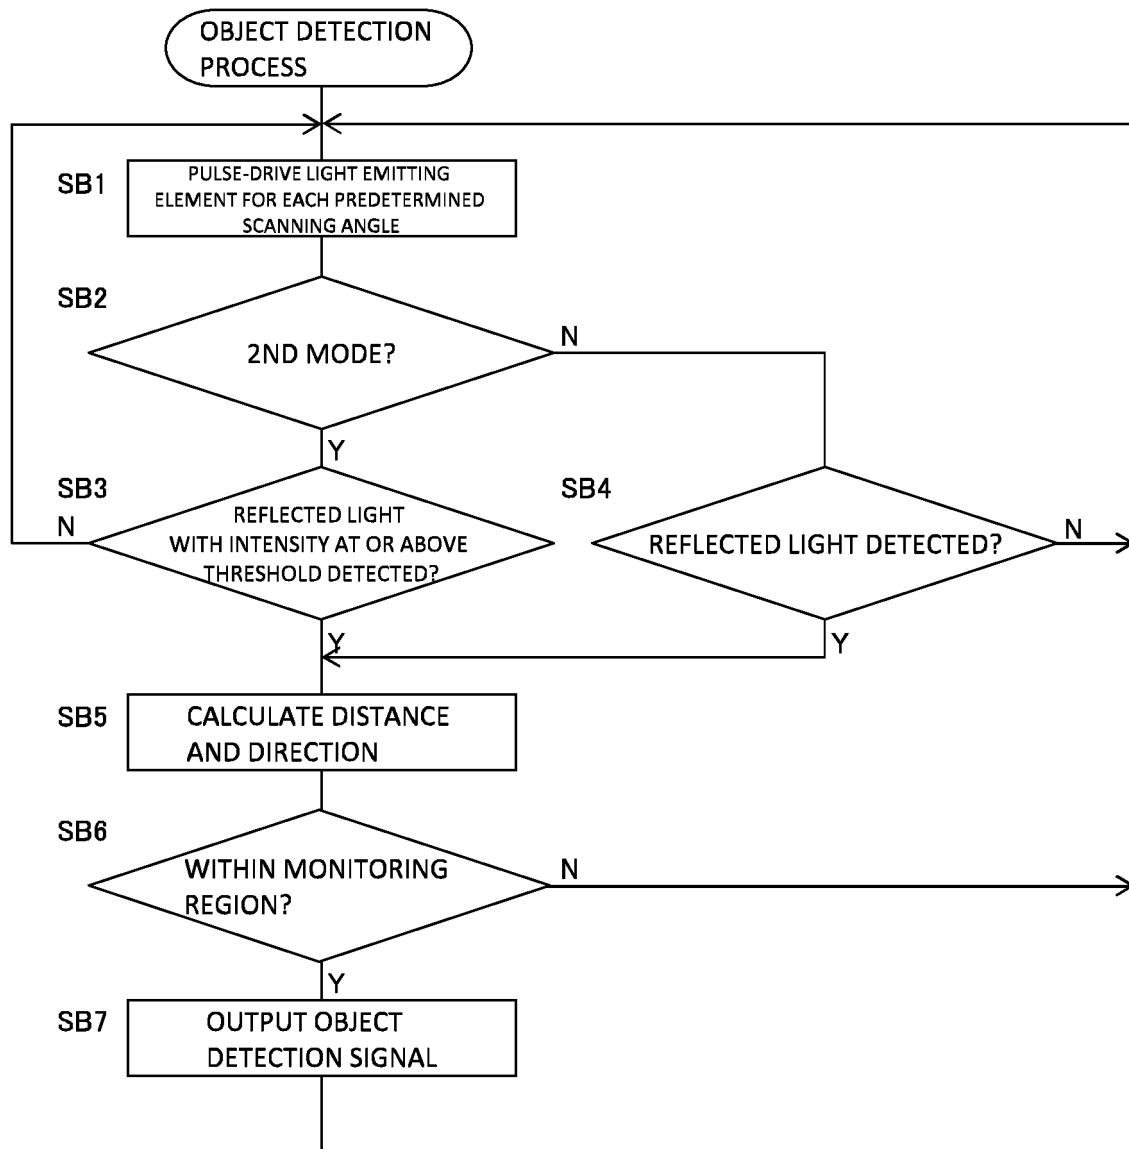 OBJECT DETECTION
PROCESS
SB1
PULSE-DRIVE LIGHT EMITTING
ELEMENT FOR EACH PREDETERMINED
SCANNING ANGLE
SB2
2ND MODE?
N
Y
SB3
N
REFLECTED LIGHT
WITH INTENSITY AT OR ABOVE
THRESHOLD DETECTED?
Y
SB4
REFLECTED LIGHT DETECTED?
N
Y
SB5
CALCULATE DISTANCE
AND DIRECTION
SB6
WITHIN MONITORING
REGION?
N
Y
SB7
OUTPUT OBJECT
DETECTION SIGNAL